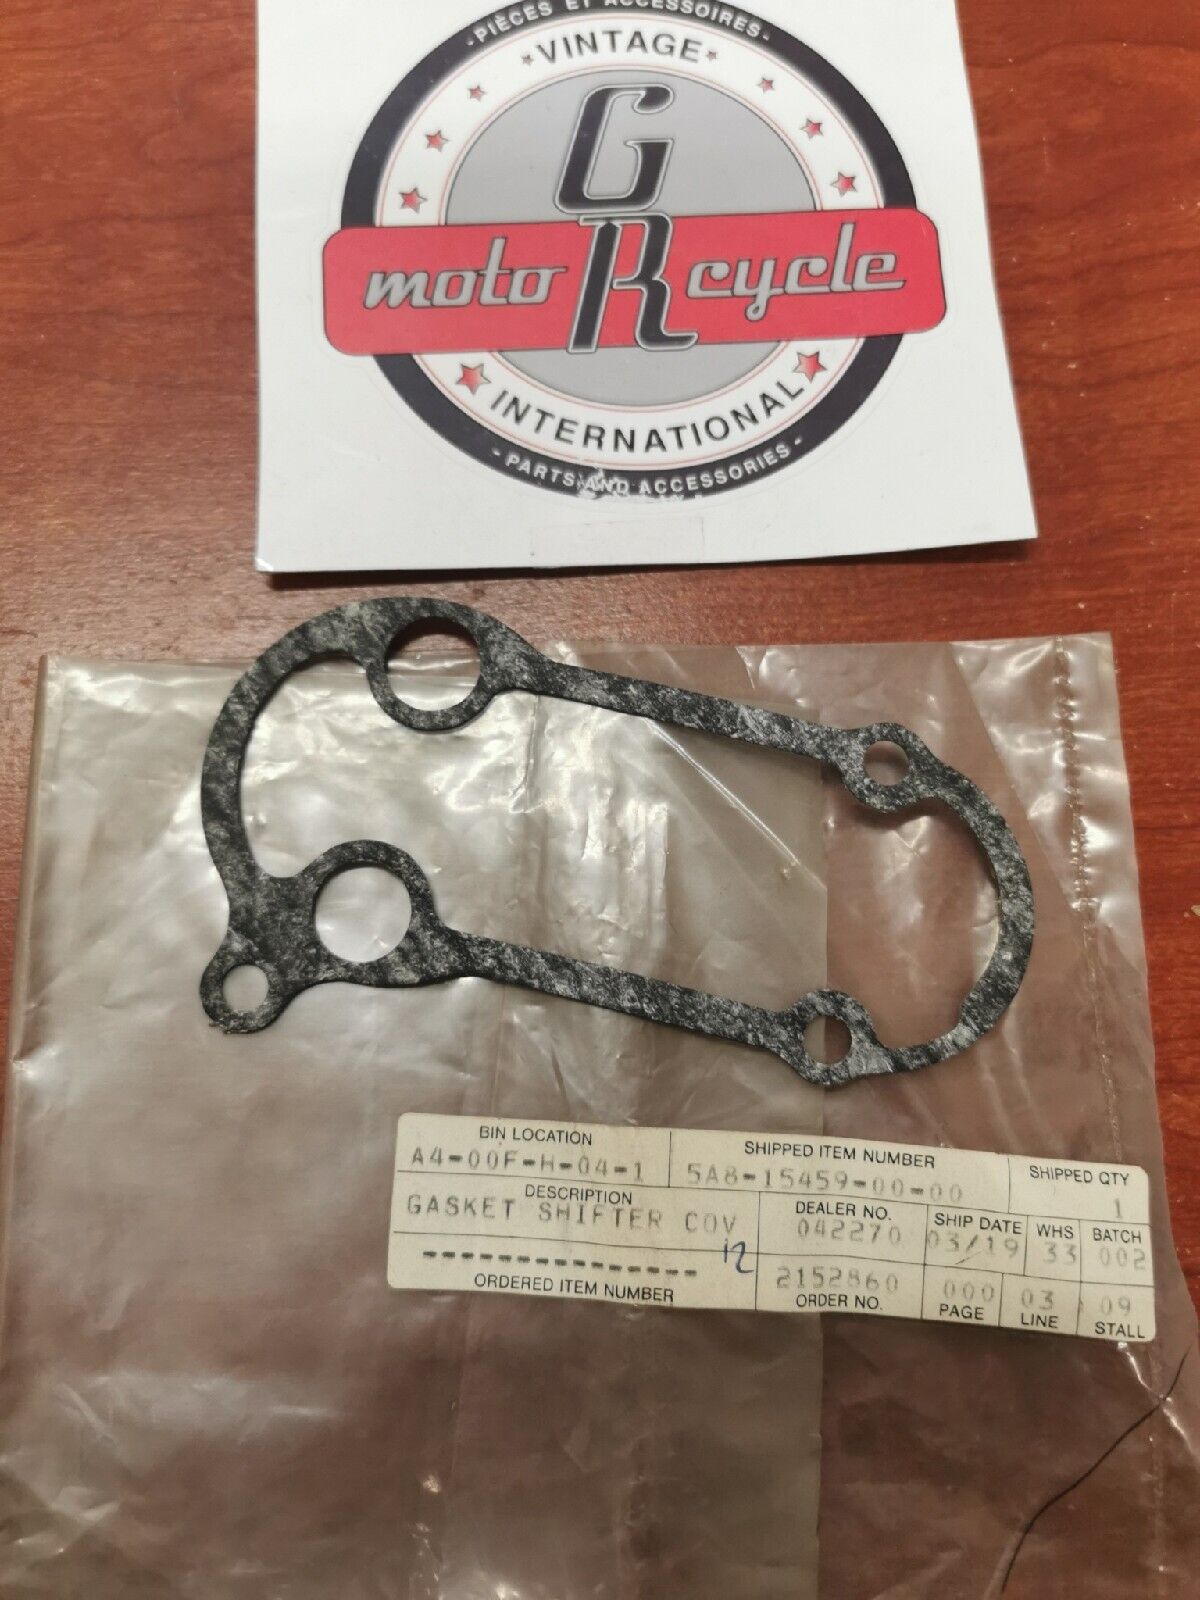 - PIÈCES ET ACCESSOIRES -
VINTAGE
GR
moto cycle
INTERNATIONAL
- PARTS AND ACCESSORIES -
BIN LOCATION
A4-00F-H-04-1
SHIPPED ITEM NUMBER
5A8-15459-00-00
SHIPPED QTY
1
DESCRIPTION
GASKET SHIFTER COV
12
DEALER NO.
042270
SHIP DATE
03/19
WHS
33
BATCH
002
--------------
ORDERED ITEM NUMBER
2152860
ORDER NO.
000
PAGE
03
LINE
09
STALL